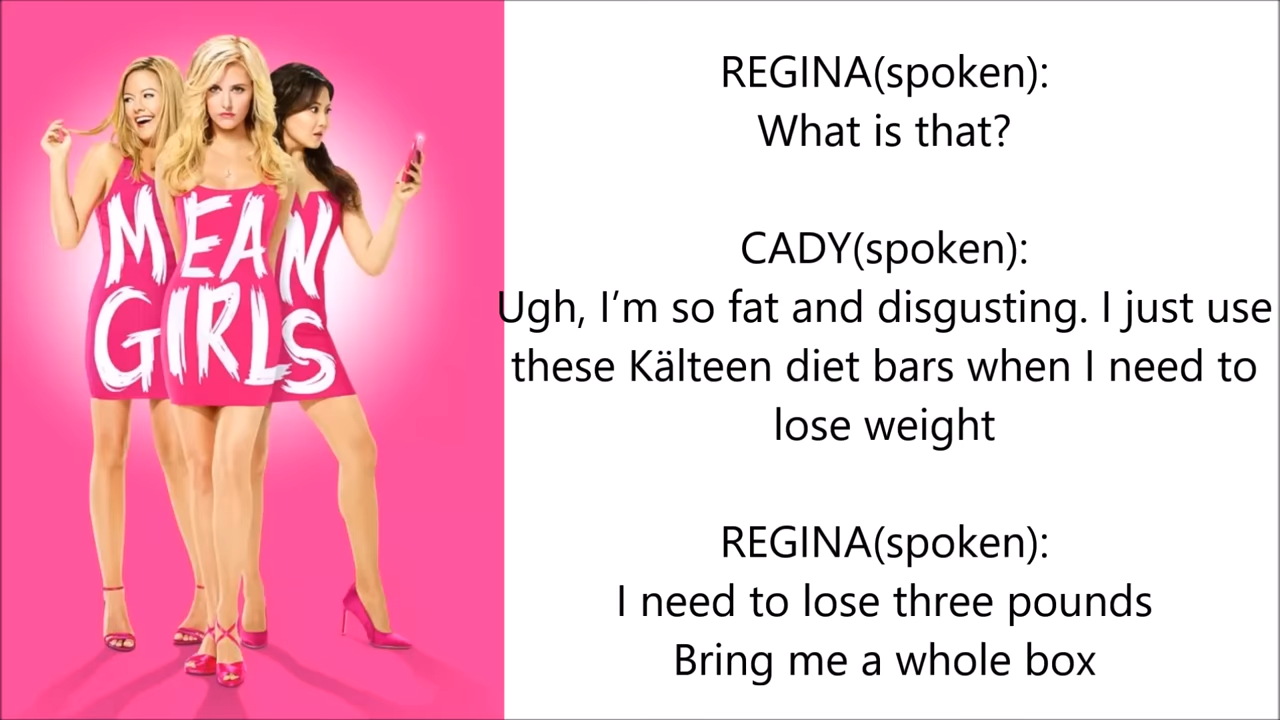 MEAN
GIRLS
REGINA(spoken):
What is that?
CADY(spoken):
Ugh, I’m so fat and disgusting. I just use
these Kälteen diet bars when I need to
lose weight
REGINA(spoken):
I need to lose three pounds
Bring me a whole box